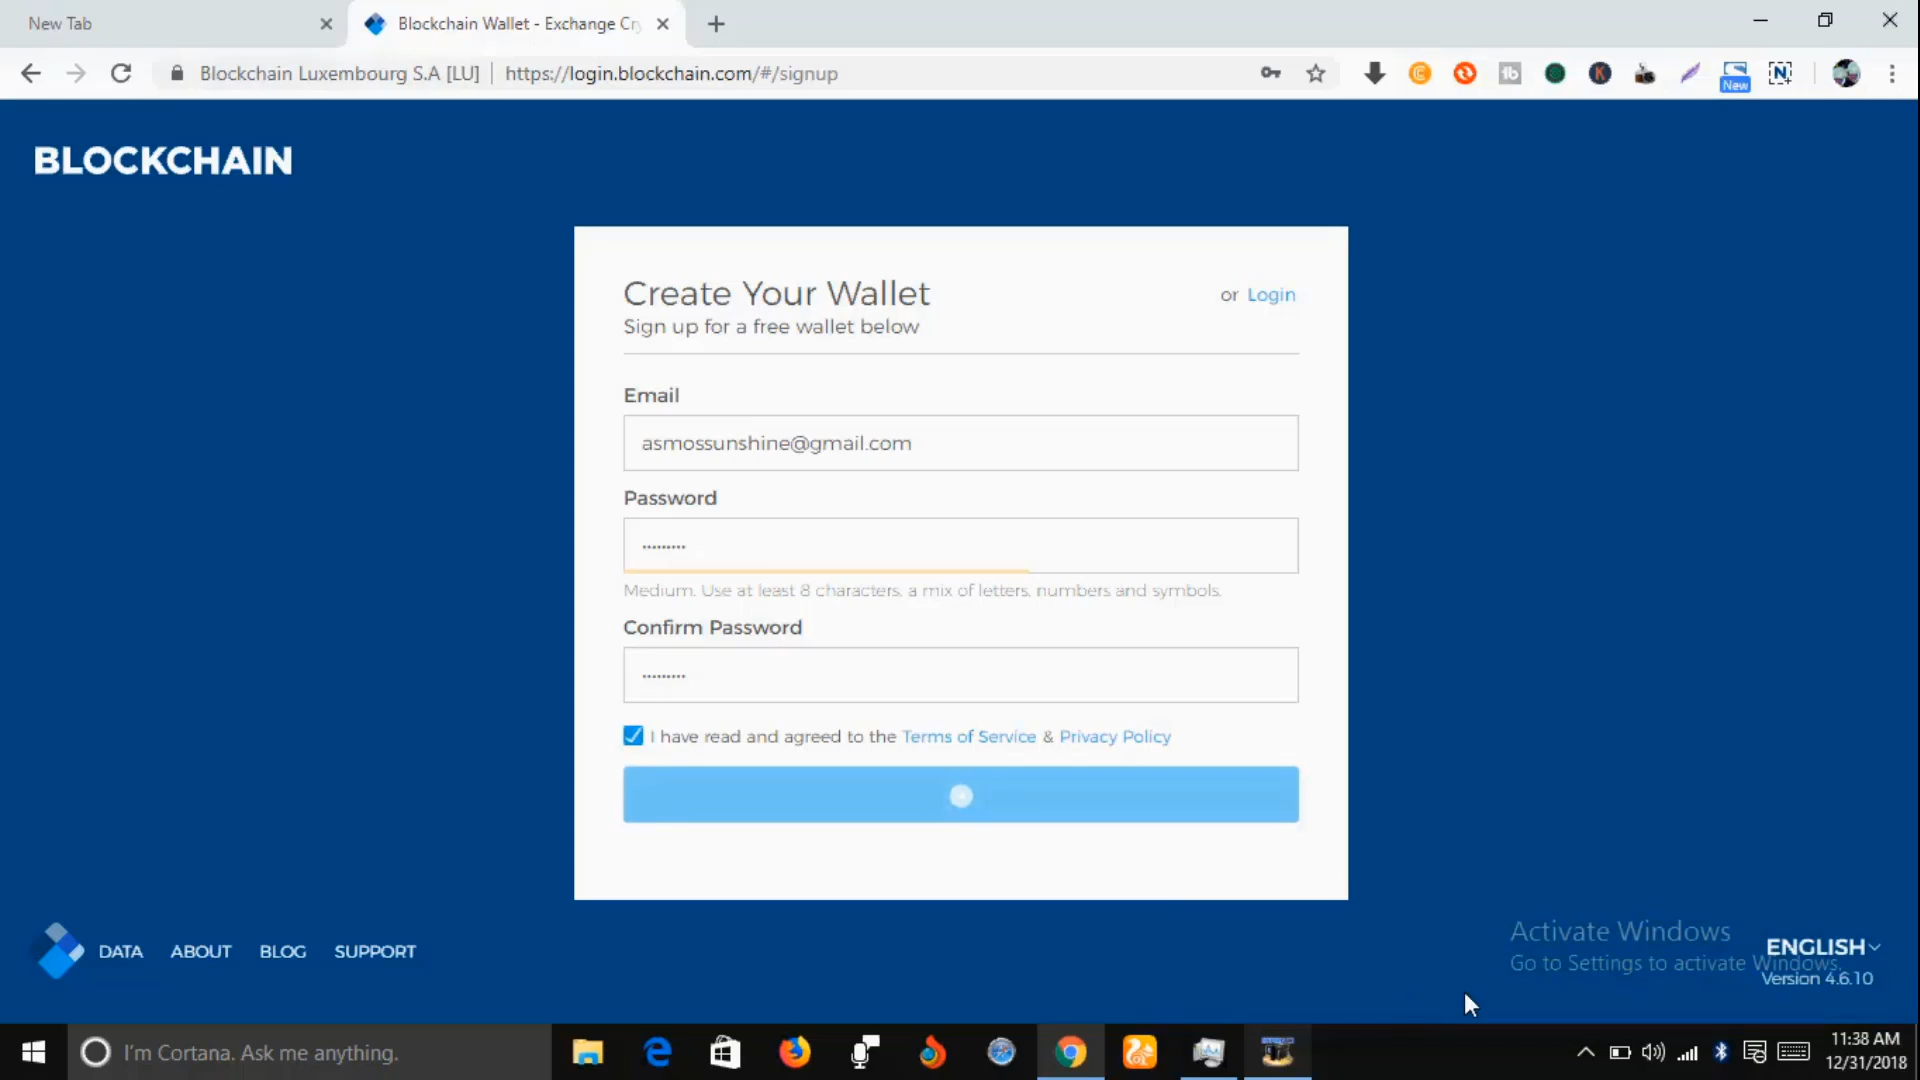 New Tab
Blockchain Wallet - Exchange Cry
Blockchain Luxembourg S.A [LU] https://login.blockchain.com/#/signup
New
BLOCKCHAIN
Create Your Wallet
or Login
Sign up for a free wallet below
Email
asmossunshine@gmail.com
Password
Medium. Use at least 8 characters, a mix of letters, numbers and symbols.
Confirm Password
I have read and agreed to the Terms of Service & Privacy Policy
DATA ABOUT BLOG SUPPORT
Activate Windows
Go to Settings to activate Windows.
ENGLISH
Version 4.6.10
I'm Cortana. Ask me anything.
11:38 AM
12/31/2018